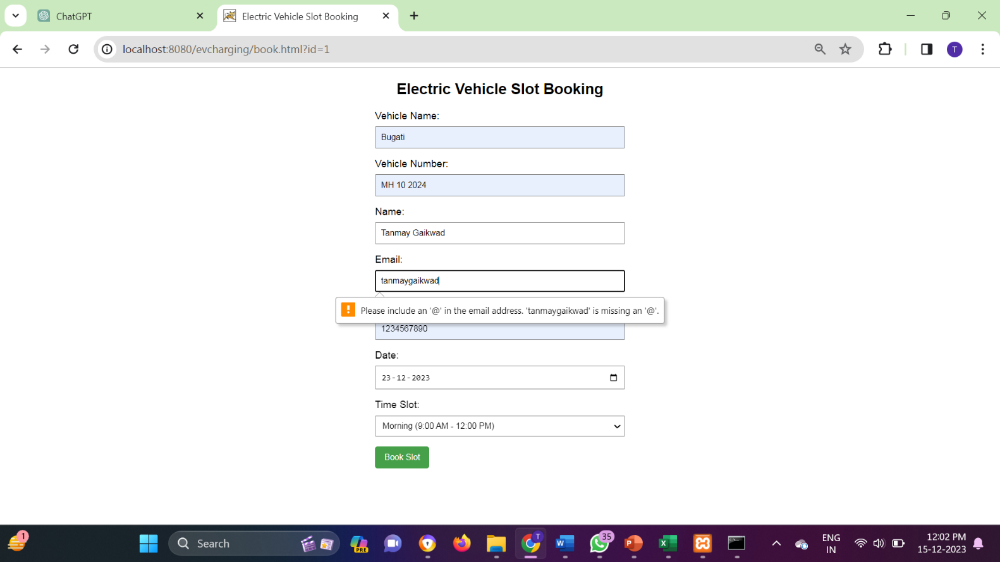 ChatGPT
Electric Vehicle Slot Booking
localhost:8080/evcharging/book.html?id=1
T
Electric Vehicle Slot Booking
Vehicle Name:
Bugati
Vehicle Number:
MH 10 2024
Name:
Tanmay Gaikwad
Email:
tanmaygaikwad
! Please include an '@' in the email address. 'tanmaygaikwad' is missing an '@'.
1234567890
Date:
23-12-2023
Time Slot:
Morning (9:00 AM - 12:00 PM)
Book Slot
1
Search
PRE
T
W
35
P
X
ENG
IN
12:02 PM
15-12-2023